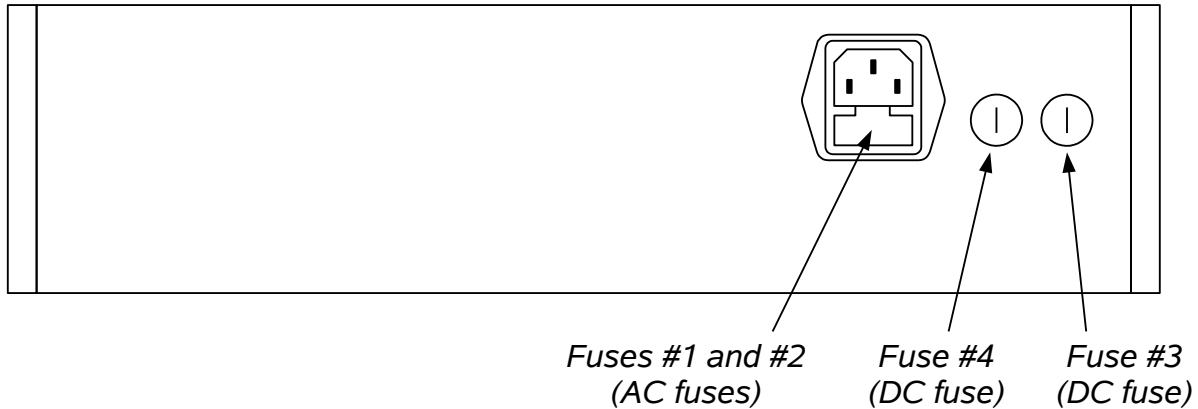 Fuses #1 and #2
(AC fuses)
Fuse #4
(DC fuse)
Fuse #3
(DC fuse)